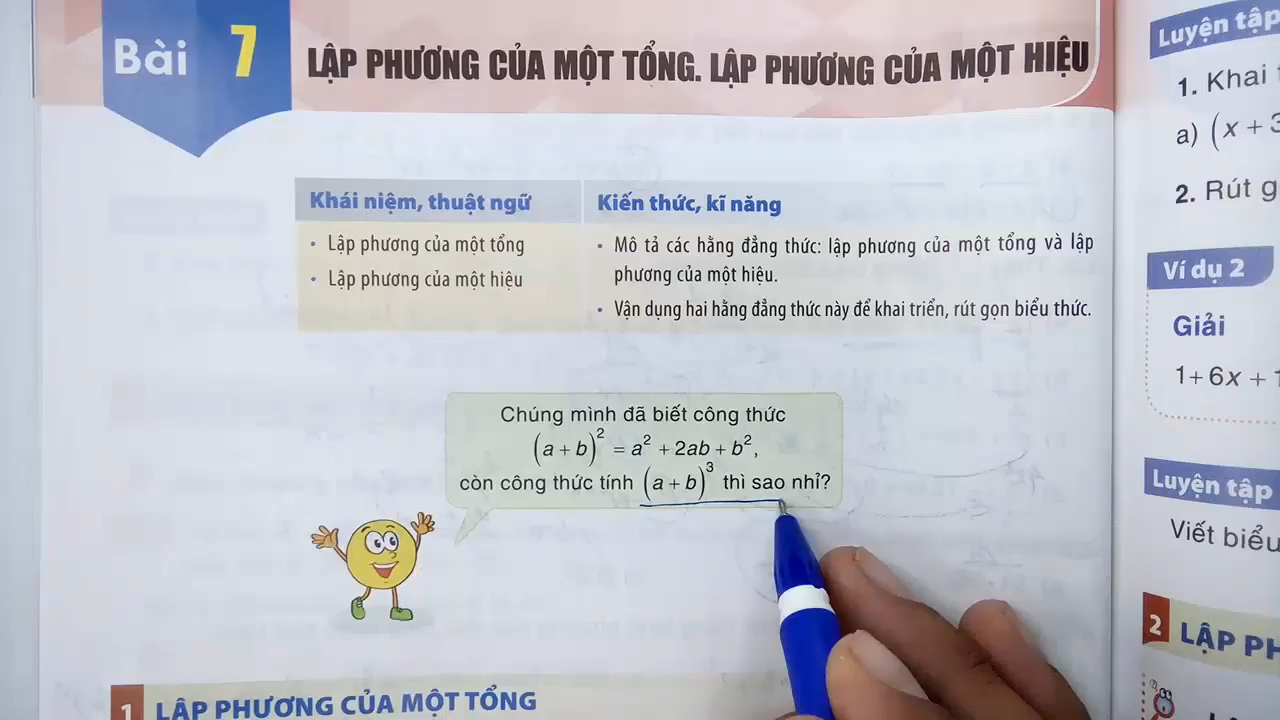 Bài 7
LẬP PHƯƠNG CỦA MỘT TỔNG. LẬP PHƯƠNG CỦA MỘT HIỆU
Khái niệm, thuật ngữ
• Lập phương của một tổng
• Lập phương của một hiệu
Kiến thức, kĩ năng
• Mô tả các hằng đẳng thức: lập phương của một tổng và lập
phương của một hiệu.
• Vận dụng hai hằng đẳng thức này để khai triển, rút gọn biểu thức.
Chúng mình đã biết công thức
(a + b)² = a² + 2ab + b²,
còn công thức tính (a + b)³ thì sao nhỉ?
1 LẬP PHƯƠNG CỦA MỘT TỔNG
Luyện tập
1. Khai
a) (x + 3
2. Rút g
Ví dụ 2
Giải
1 + 6x +
Luyện tập
Viết biểu
2 LẬP PH